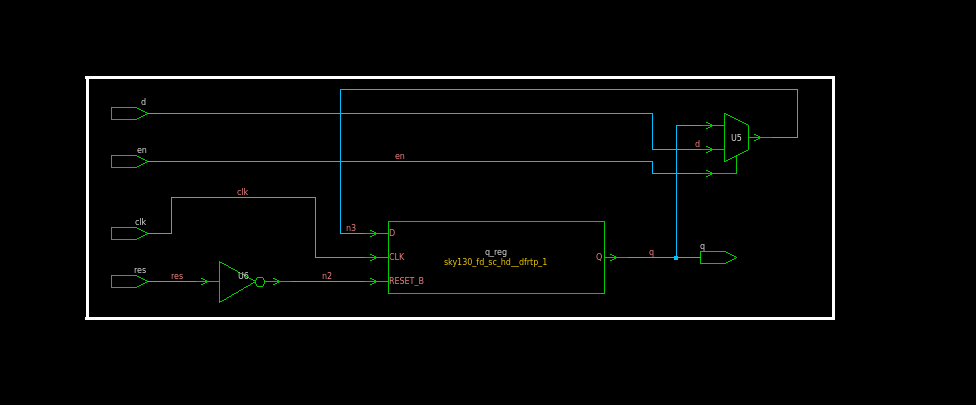 d
U5
d
en
en
clk
clk
n3
D
q_reg
sky130_fd_sc_hd__dfrtp_1
CLK
Q
q
q
res
res
U6
n2
RESET_B